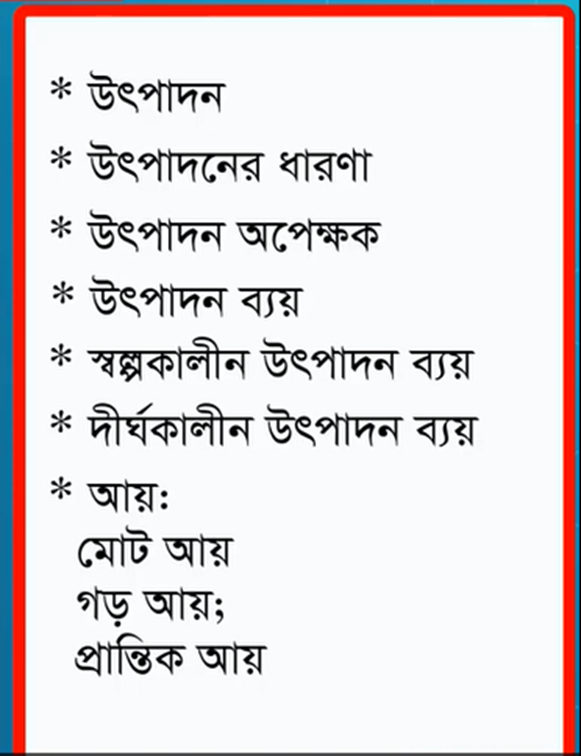 * উৎপাদন
* উৎপাদনের ধারণা
* উৎপাদন অপেক্ষক
* উৎপাদন ব্যয়
* স্বল্পকালীন উৎপাদন ব্যয়
* দীর্ঘকালীন উৎপাদন ব্যয়
* আয়:
মোট আয়
গড় আয়;
প্রান্তিক আয়